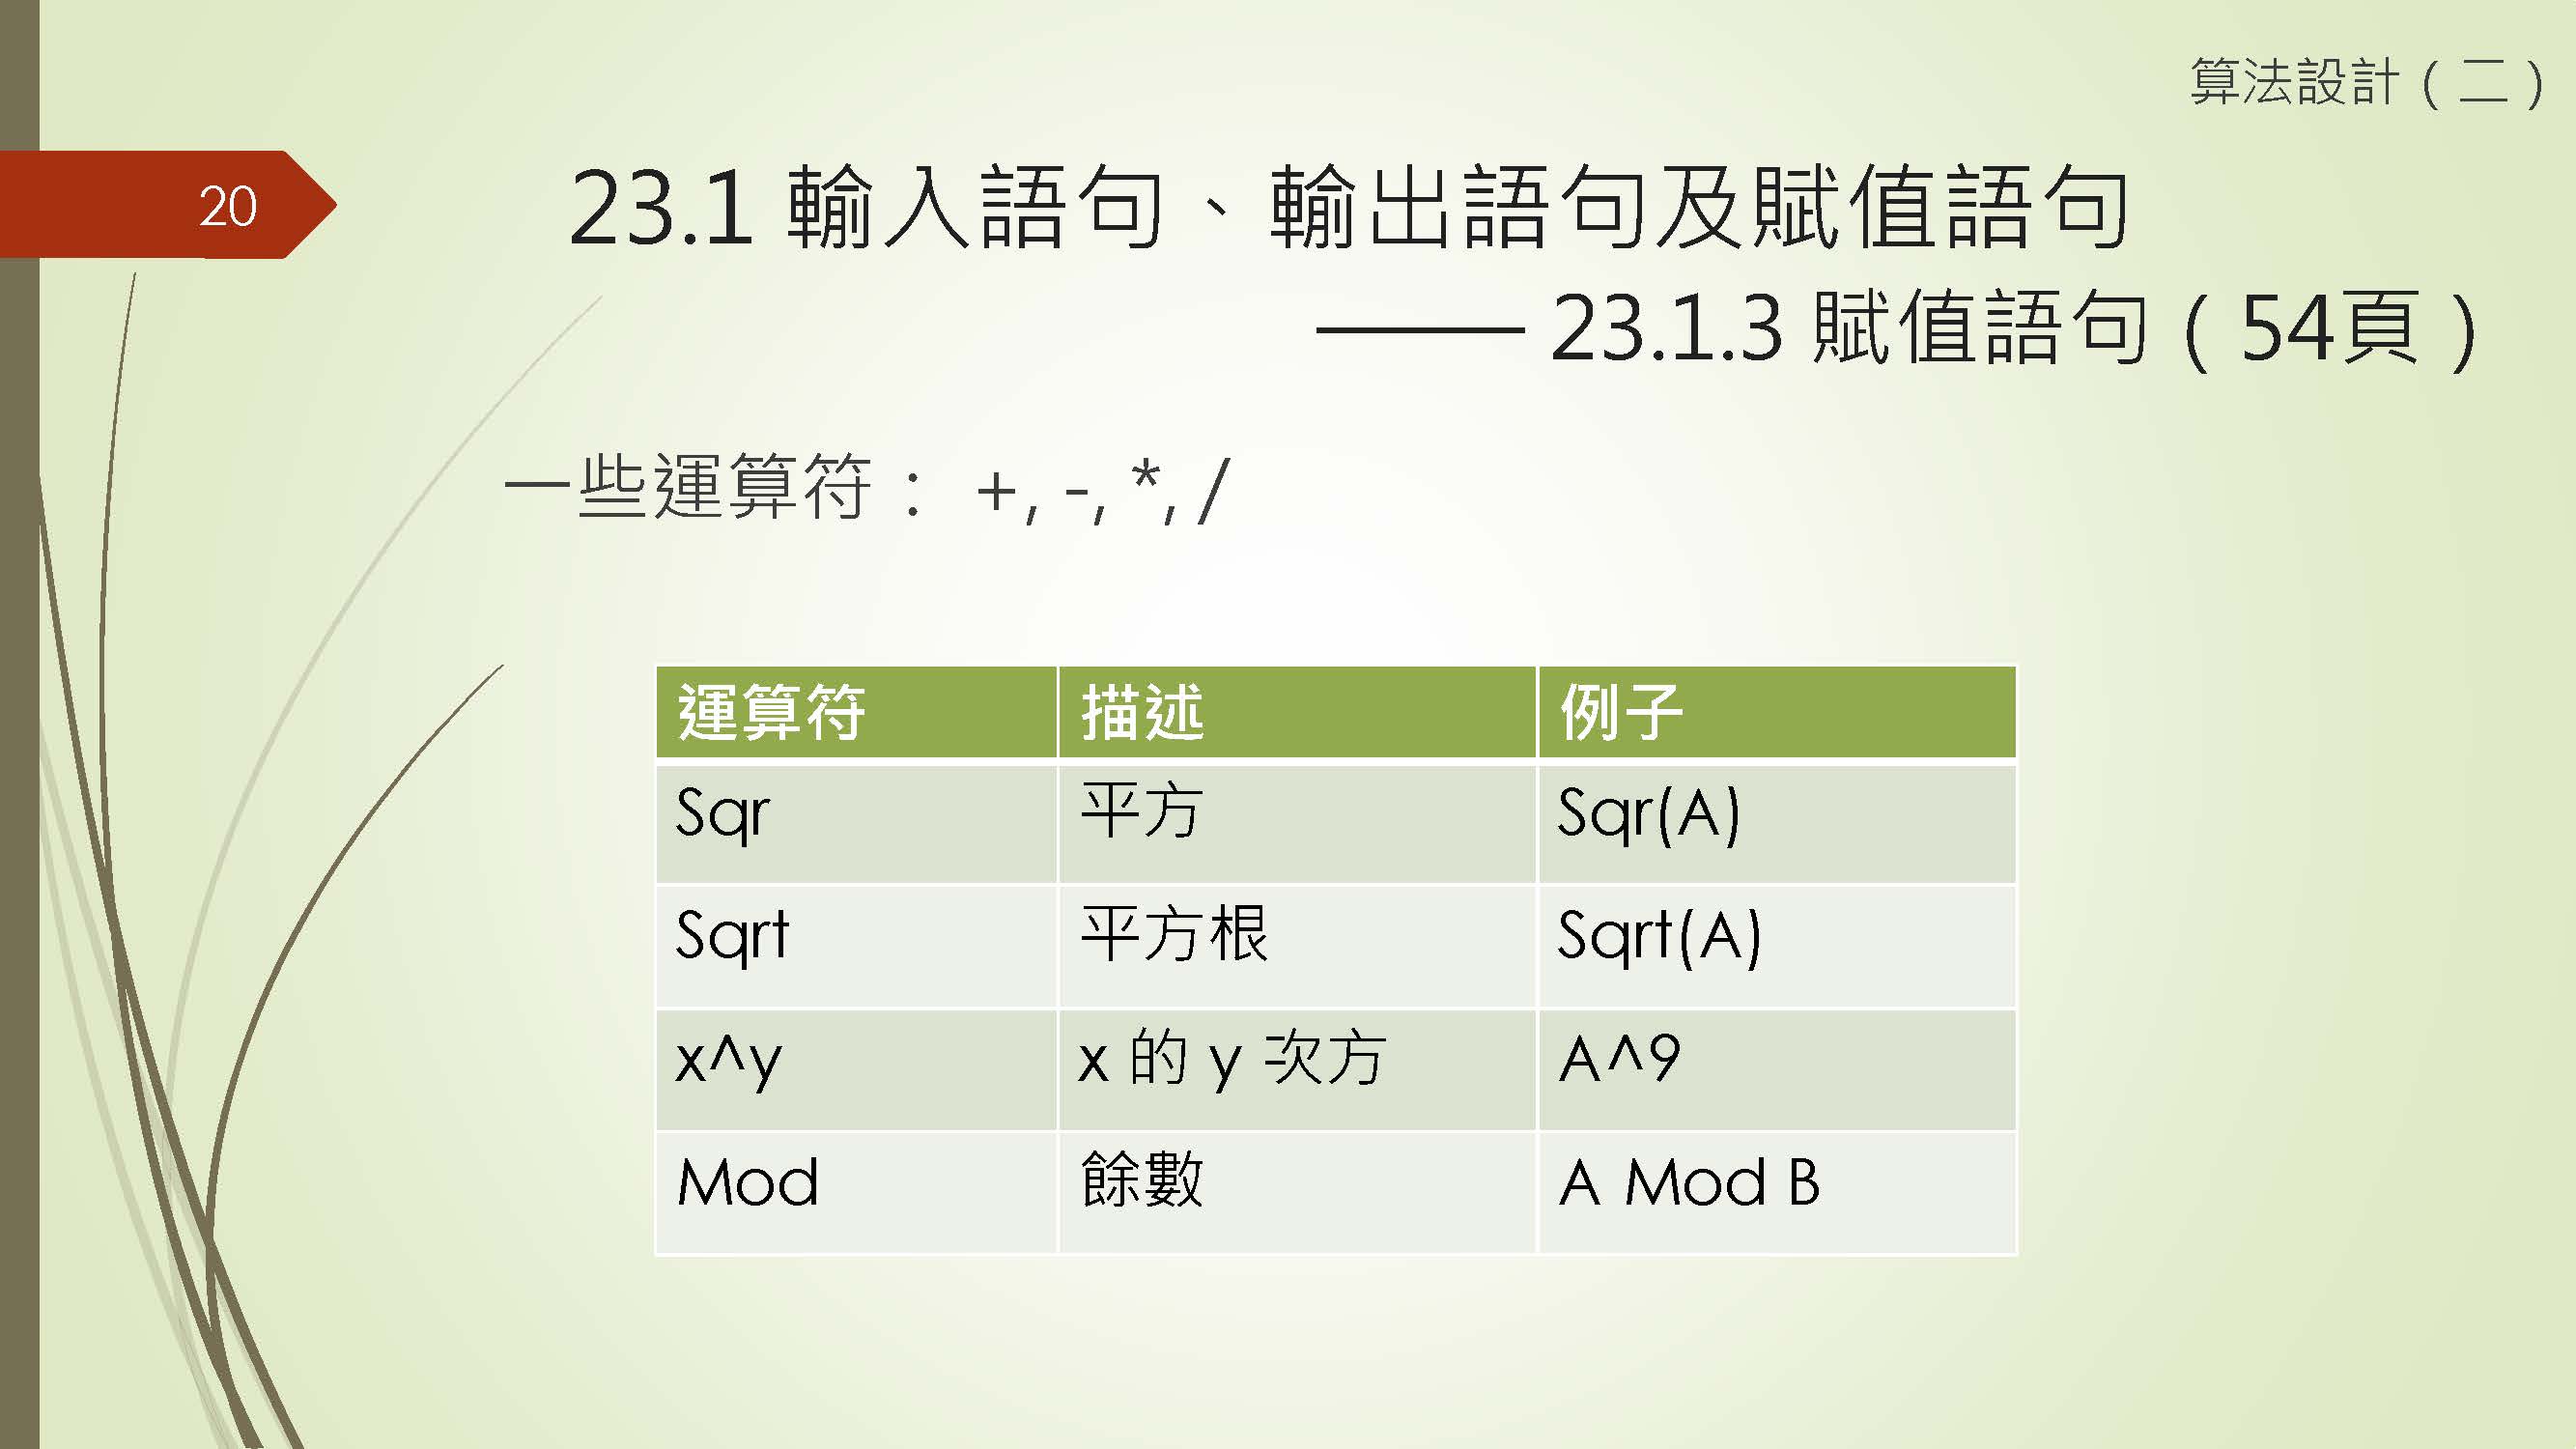 算法設計（二）
20
23.1 輸入語句、輸出語句及賦值語句
—— 23.1.3 賦值語句（54頁）
一些運算符： +, -, *, /
運算符 描述 例子
Sqr 平方 Sqr(A)
Sqrt 平方根 Sqrt(A)
x^y x 的 y 次方 A^9
Mod 餘數 A Mod B